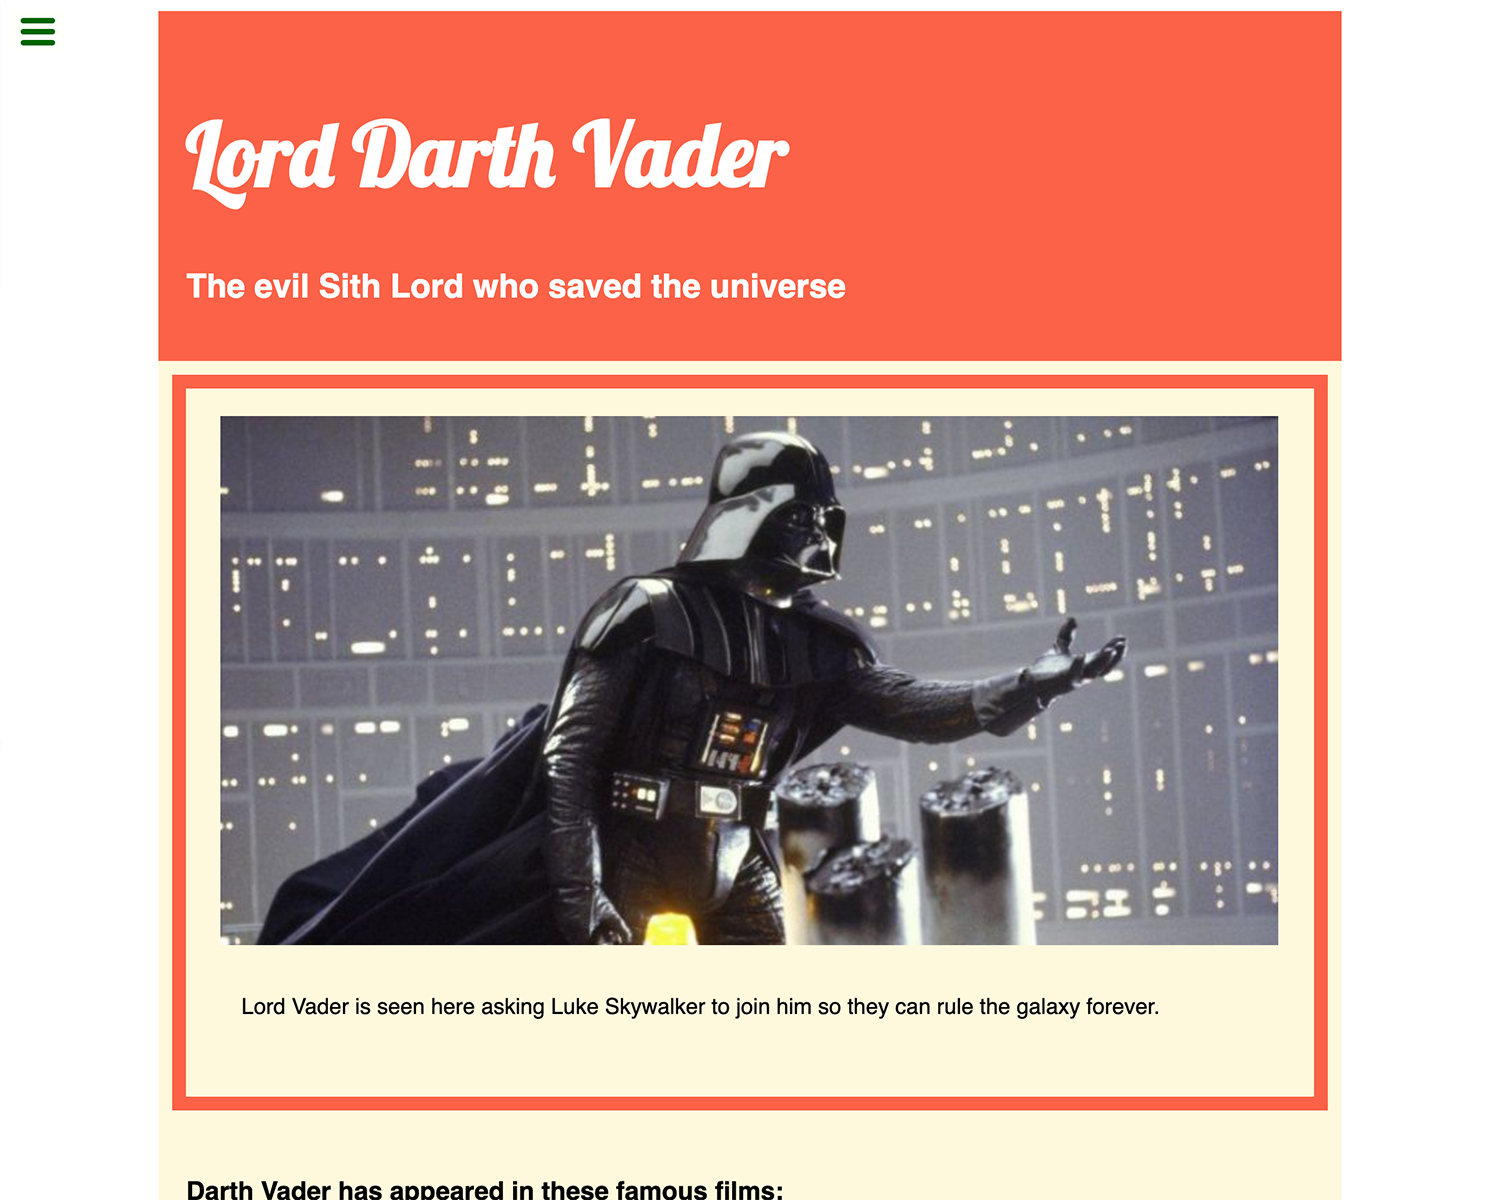 Lord Darth Vader
The evil Sith Lord who saved the universe
Lord Vader is seen here asking Luke Skywalker to join him so they can rule the galaxy forever.
Darth Vader has appeared in these famous films: